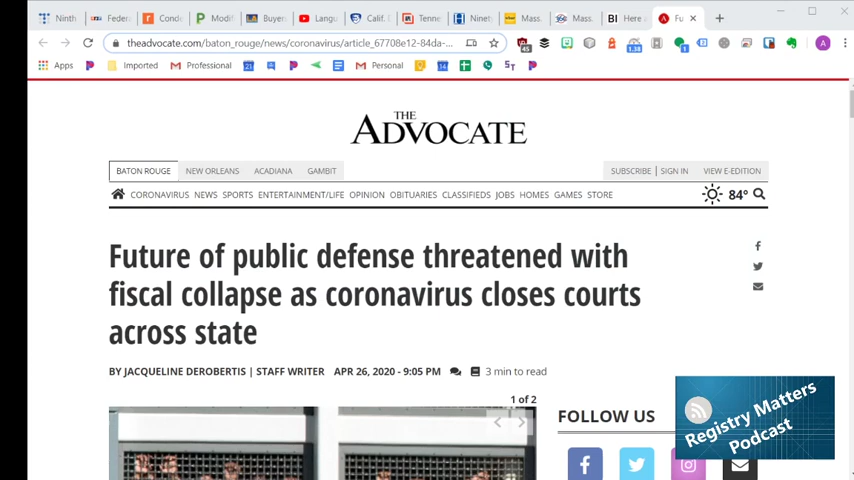 Ninth Feder Cond Modif Buyer Langu Calif. E Tenne Ninet Mass. Mass. BI Here a Fu
theadvocate.com/baton_rouge/news/coronavirus/article_67708e12-84da-...
Apps Imported Professional Personal
THE
ADVOCATE
BATON ROUGE NEW ORLEANS ACADIANA GAMBIT SUBSCRIBE | SIGN IN VIEW E-EDITION
CORONAVIRUS NEWS SPORTS ENTERTAINMENT/LIFE OPINION OBITUARIES CLASSIFIEDS JOBS HOMES GAMES STORE 84°
Future of public defense threatened with
fiscal collapse as coronavirus closes courts
across state
BY JACQUELINE DEROBERTIS | STAFF WRITER APR 26, 2020 - 9:05 PM 3 min to read
1 of 2
FOLLOW US
Registry Matters
Podcast